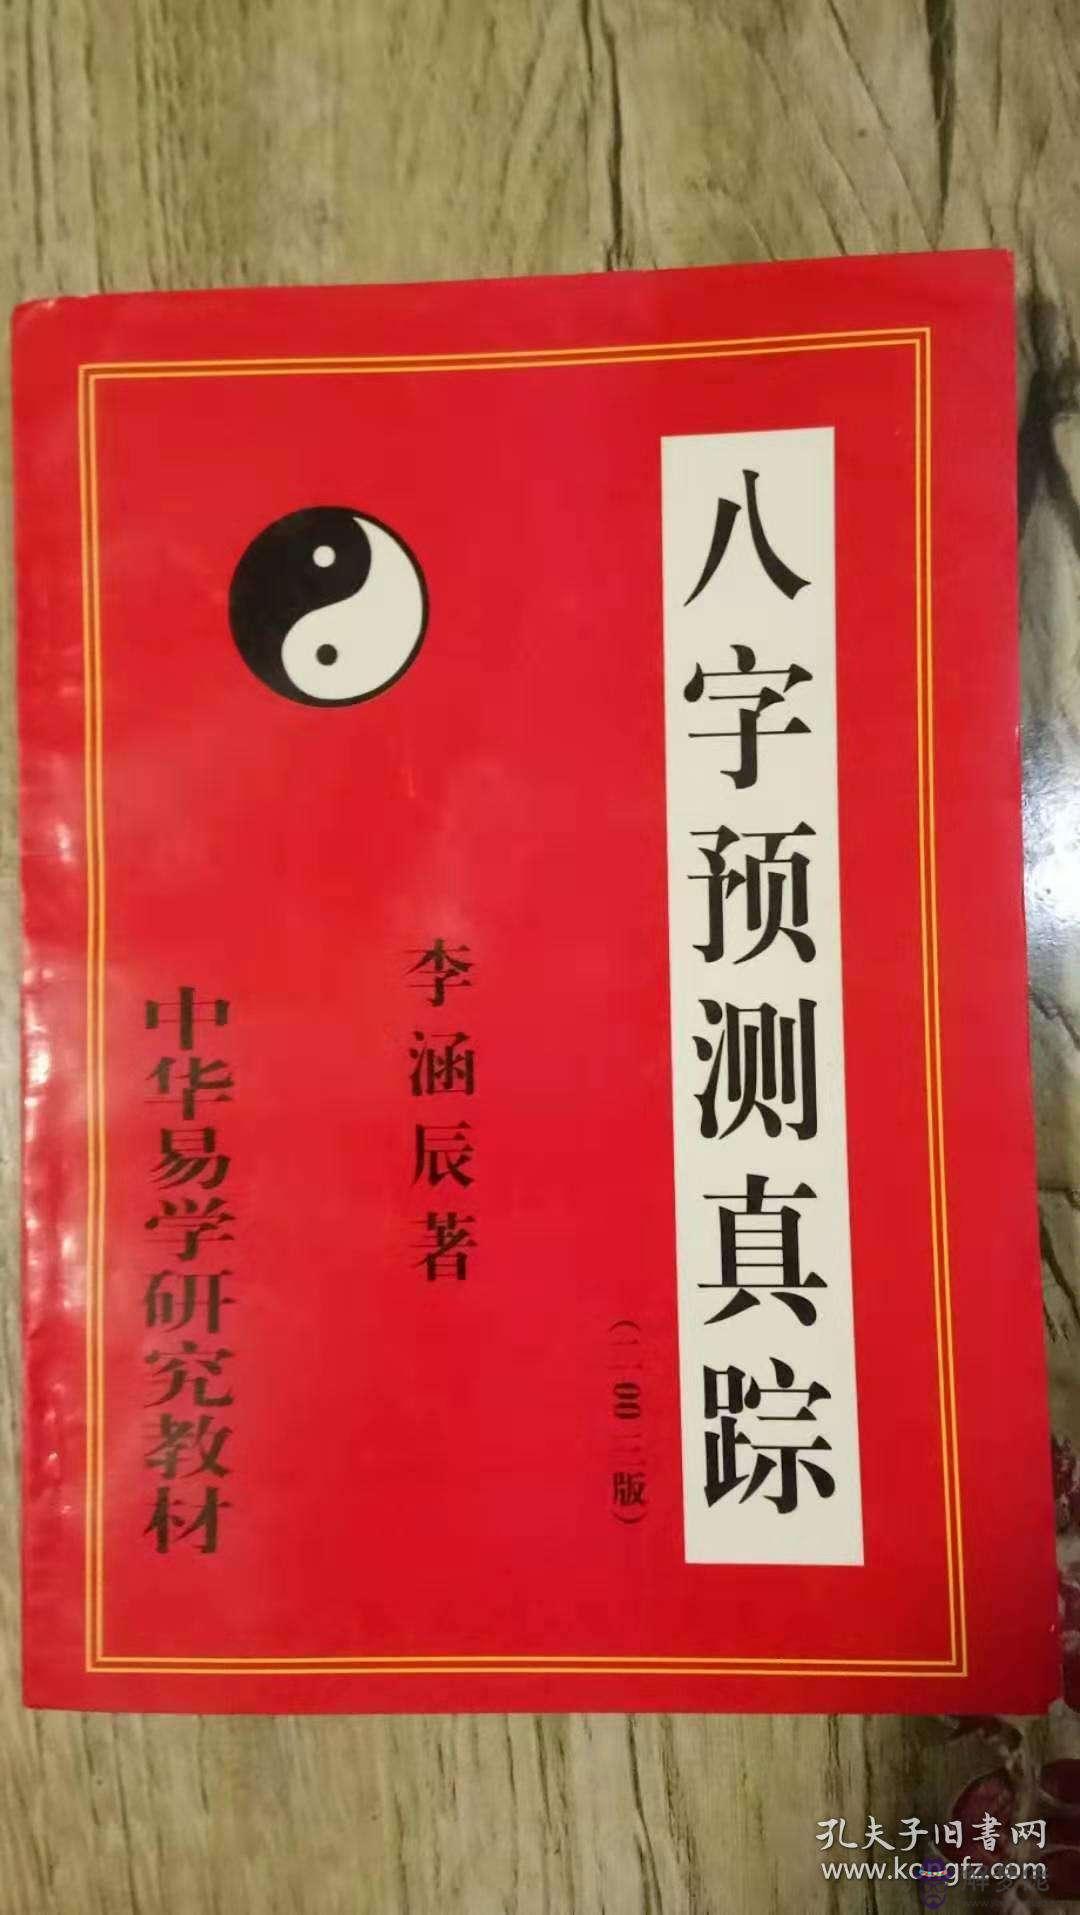 八字预测真踪
（二00二版）
李涵辰著
中华易学研究教材
孔夫子旧書网
www.kongfz.com